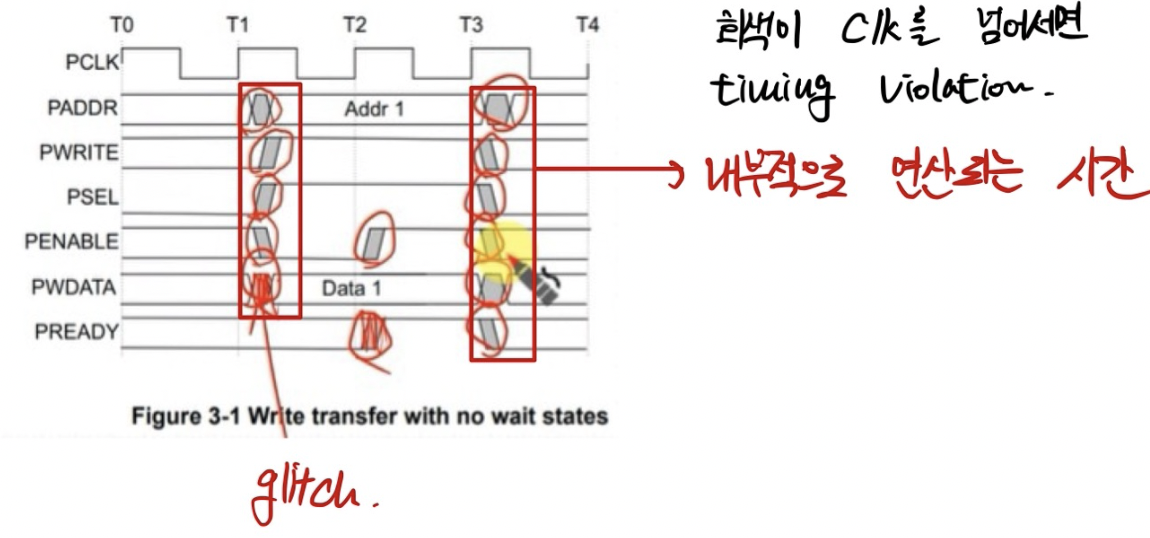 T0 T1 T2 T3 T4
PCLK
PADDR Addr 1
PWRITE
PSEL
PENABLE
PWDATA Data 1
PREADY
Figure 3-1 Write transfer with no wait states
glitch.
회색이 Clk를 넘어서면
timing violation.
내부적으로 연산되는 시간